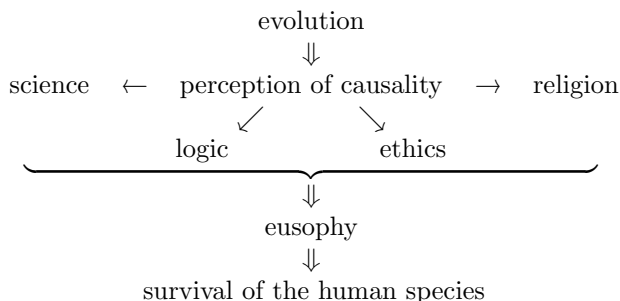 evolution
⇓
science ← perception of causality → religion
↙ ↘
logic ethics
⇓
eusophy
⇓
survival of the human species